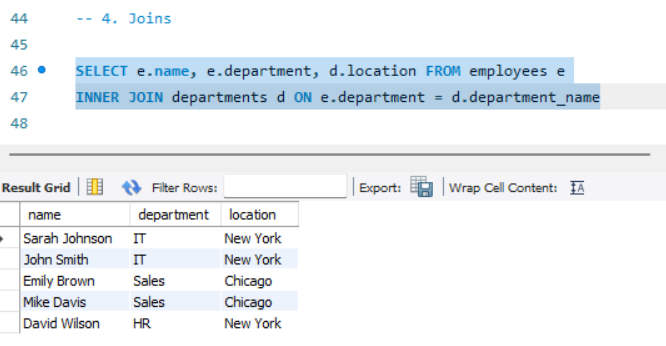 44 -- 4. Joins
45
46 SELECT e.name, e.department, d.location FROM employees e
47 INNER JOIN departments d ON e.department = d.department_name
48
Result Grid Filter Rows: Export: Wrap Cell Content: IA
name department location
Sarah Johnson IT New York
John Smith IT New York
Emily Brown Sales Chicago
Mike Davis Sales Chicago
David Wilson HR New York